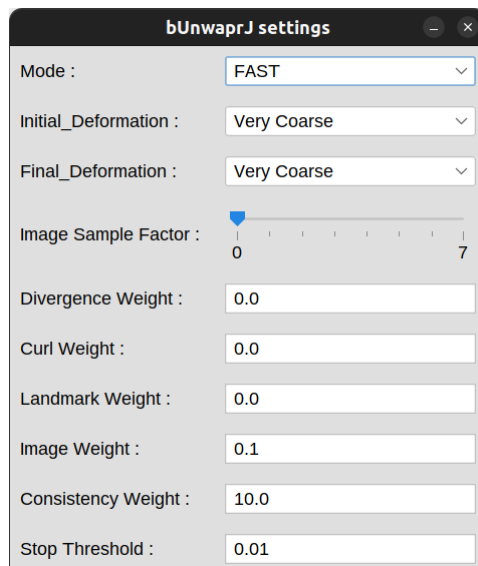 bUnwaprJ settings
Mode : FAST
Initial_Deformation : Very Coarse
Final_Deformation : Very Coarse
Image Sample Factor :
0 7
Divergence Weight : 0.0
Curl Weight : 0.0
Landmark Weight : 0.0
Image Weight : 0.1
Consistency Weight : 10.0
Stop Threshold : 0.01